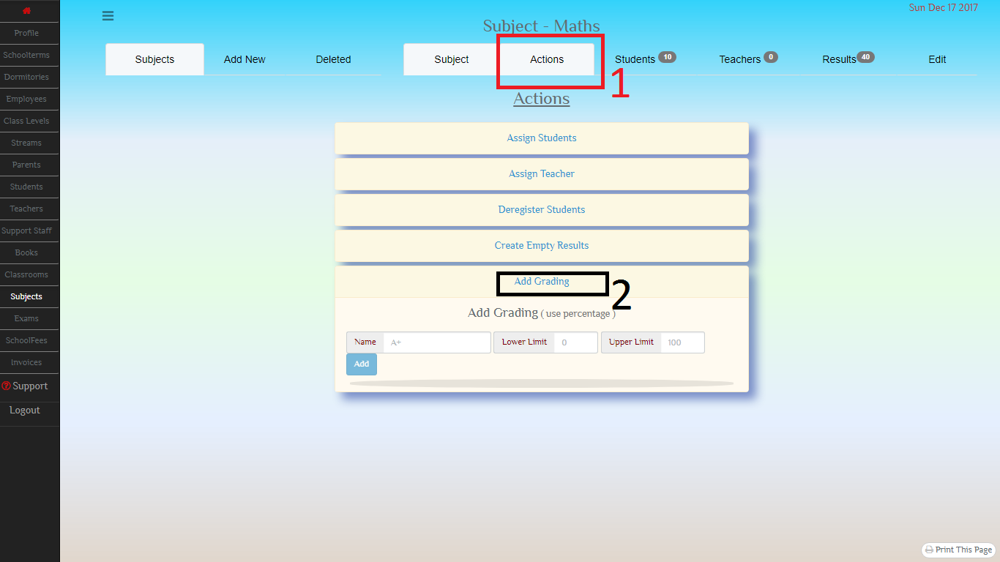 Sun Dec 17 2017
Profile
Schoolterms
Dormitories
Employees
Class Levels
Streams
Parents
Students
Teachers
Support Staff
Books
Classrooms
Subjects
Exams
SchoolFees
Invoices
Support
Logout
Subject - Maths
Subjects Add New Deleted
Subject Actions Students 10 Teachers 0 Results 40 Edit
1
Actions
Assign Students
Assign Teacher
Deregister Students
Create Empty Results
Add Grading
2
Add Grading ( use percentage )
Name A+ Lower Limit 0 Upper Limit 100
Add
Print This Page